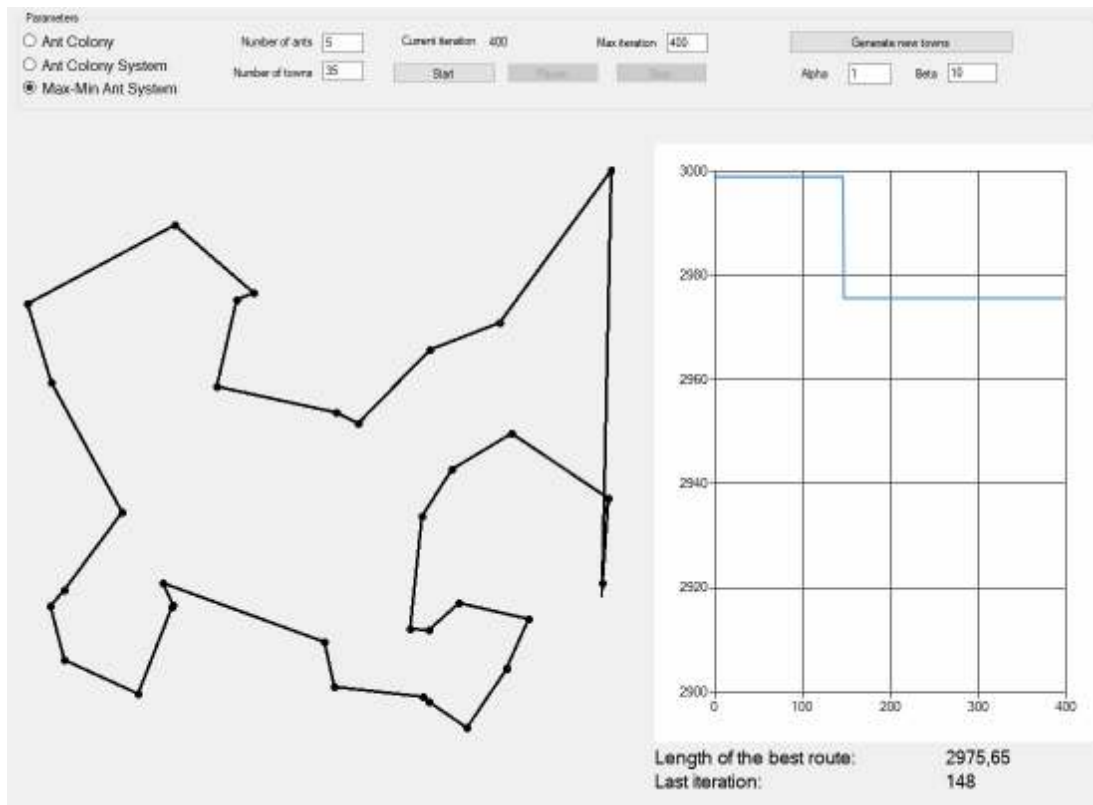 Parameters
Ant Colony
Ant Colony System
Max-Min Ant System
Number of ants 5
Number of towns 35
Current iteration 400
Start
Pause
Stop
Max iteration 400
Generate new towns
Alpha 1
Beta 10
3000
2980
2960
2940
2920
2900
0 100 200 300 400
Length of the best route: 2975,65
Last iteration: 148